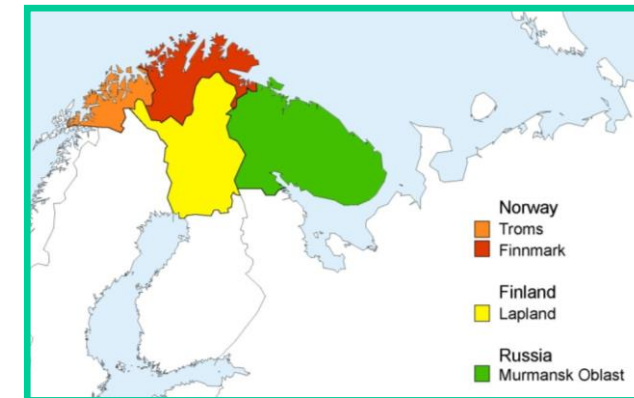 Norway
Troms
Finnmark
Finland
Lapland
Russia
Murmansk Oblast